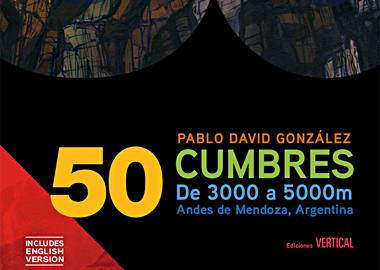 PABLO DAVID GONZÁLEZ
50 CUMBRES
De 3000 a 5000m
Andes de Mendoza, Argentina
INCLUDES
ENGLISH
VERSION
Ediciones VERTICAL